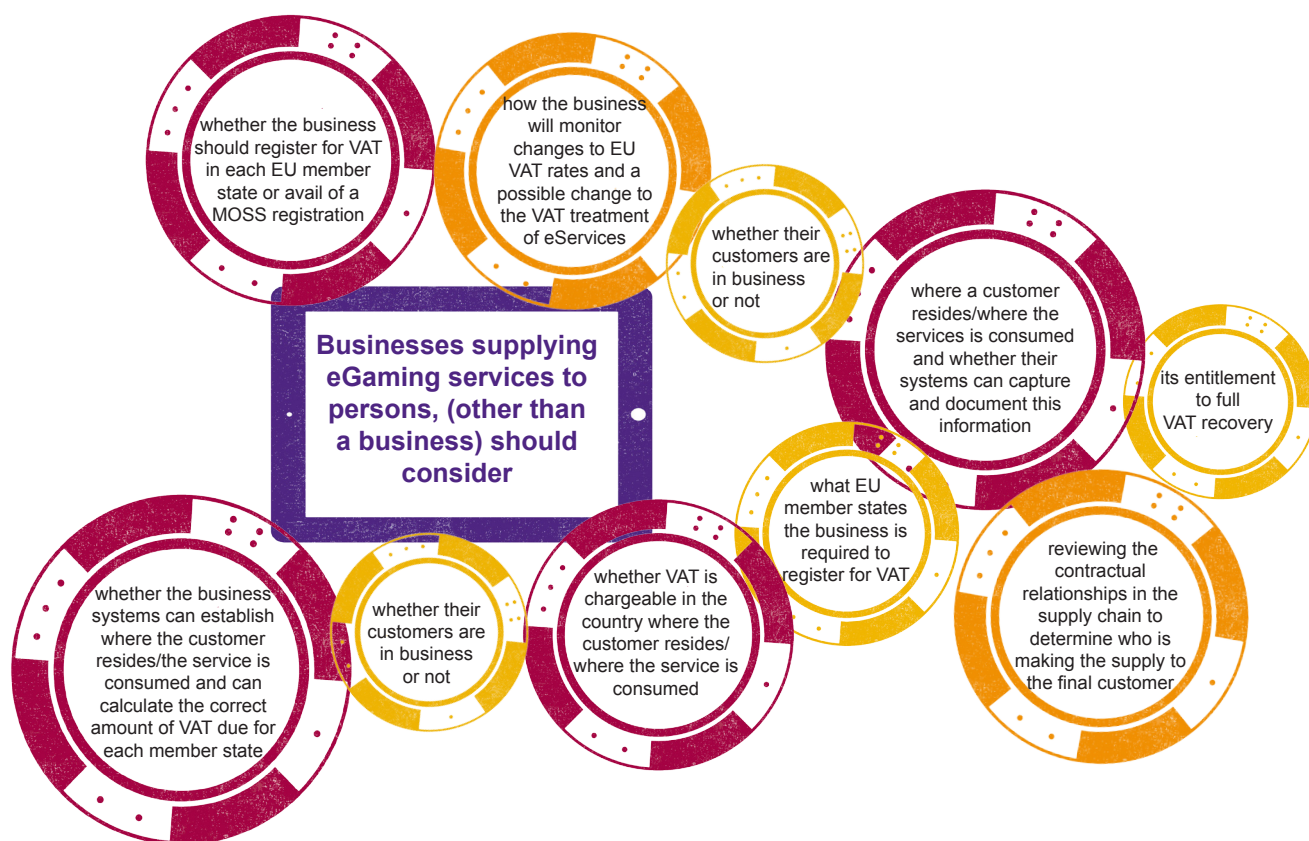 whether the business
should register for VAT
in each EU member
state or avail of a
MOSS registration
how the business
will monitor
changes to EU
VAT rates and a
possible change to
the VAT treatment
of eServices
whether their
customers are
in business
or not
where a customer
resides/where the
services is consumed
and whether their
systems can capture
and document this
information
its entitlement
to full
VAT recovery
Businesses supplying
eGaming services to
persons, (other than
a business) should
consider
what EU
member states
the business is
required to
register for VAT
reviewing the
contractual
relationships in
the supply chain to
determine who is
making the supply to
the final customer
whether the business
systems can establish
where the customer
resides/the service is
consumed and can
calculate the correct
amount of VAT due for
each member state
whether their
customers are
in business
or not
whether VAT is
chargeable in the
country where the
customer resides/
where the service is
consumed